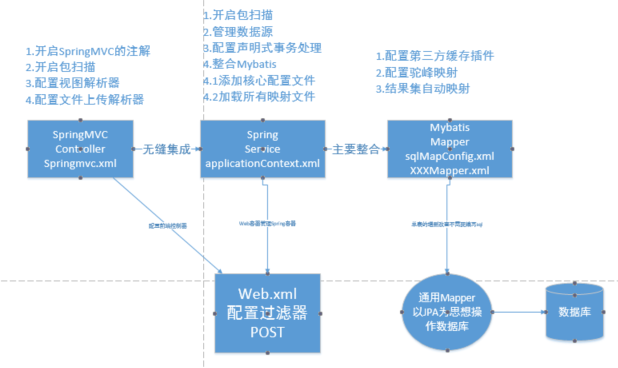 1.开启SpringMVC的注解
2.开启包扫描
3.配置视图解析器
4.配置文件上传解析器
1.开启包扫描
2.管理数据源
3.配置声明式事务处理
4.整合Mybatis
4.1添加核心配置文件
4.2加载所有映射文件
1.配置第三方缓存插件
2.配置驼峰映射
3.结果集自动映射
SpringMVC
Controller
Springmvc.xml
无缝集成
Spring
Service
applicationContext.xml
主要整合
Mybatis
Mapper
sqlMapConfig.xml
XXXMapper.xml
配置前端控制器
Web容器管理Spring容器
Web.xml
配置过滤器
POST
通用Mapper
以JPA为思想操
作数据库
数据库